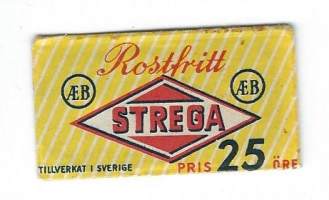 Rostfritt
ÆB ÆB
STREGA
TILLVERKAT I SVERIGE PRIS 25 ÖRE